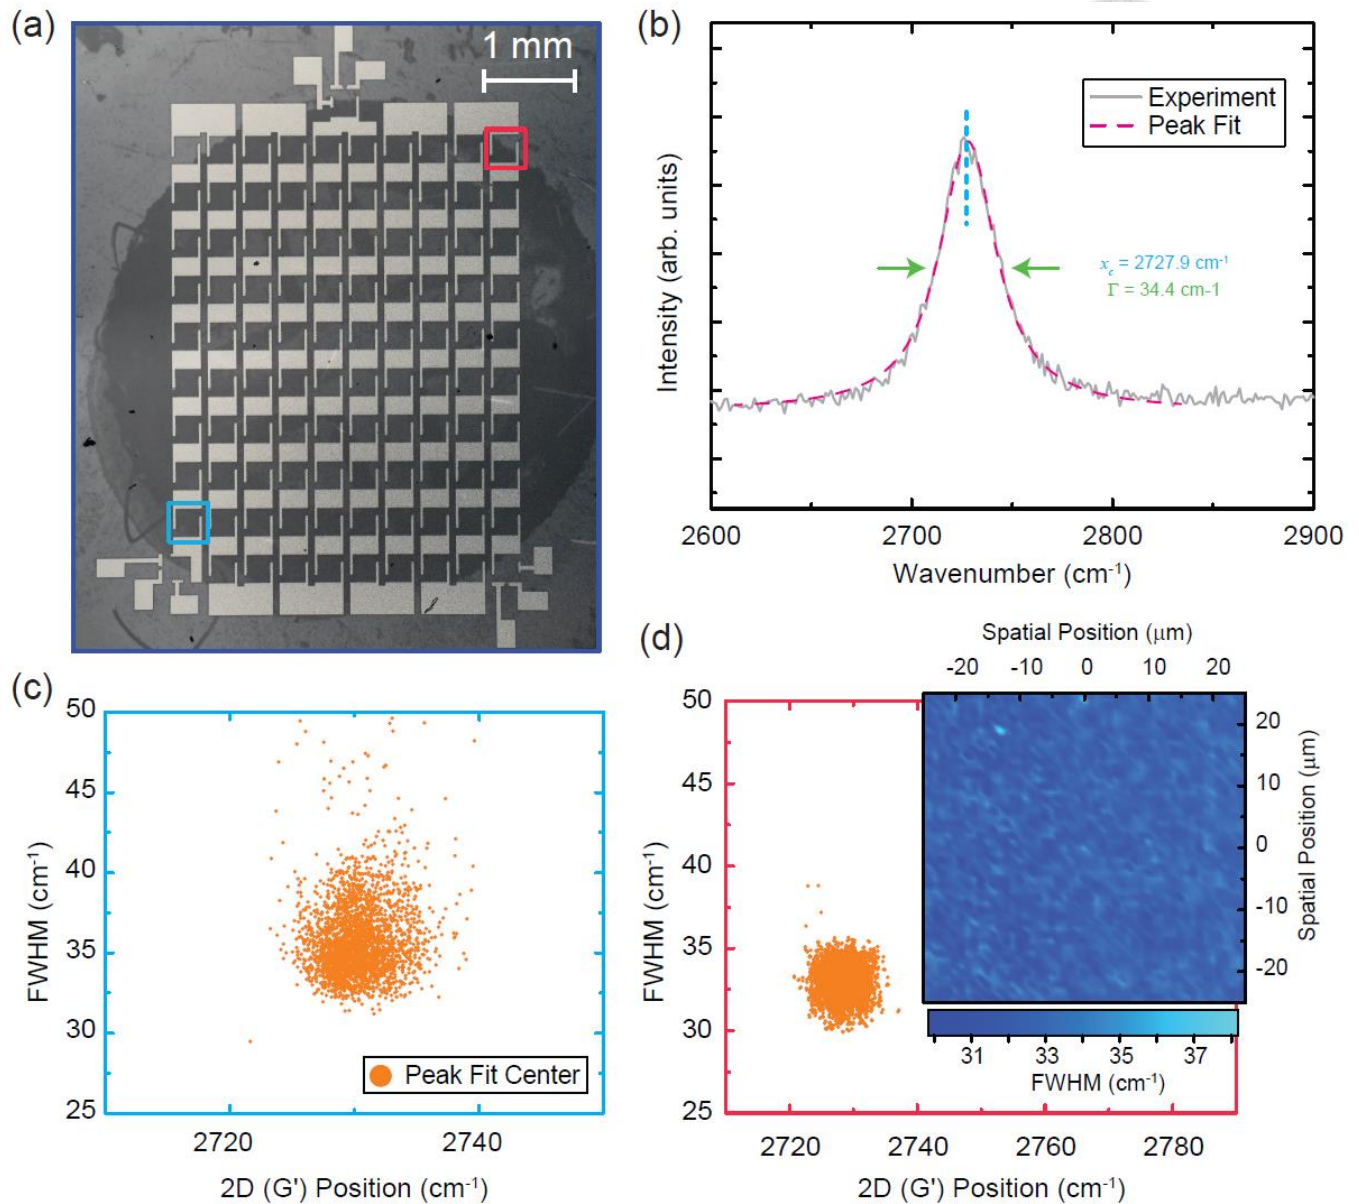 (a)
1 mm
(b)
Experiment
Peak Fit
Intensity (arb. units)
x_c = 2727.9 cm⁻¹
Γ = 34.4 cm-1
2600 2700 2800 2900
Wavenumber (cm⁻¹)
(c)
50
45
40
35
30
25
FWHM (cm⁻¹)
Peak Fit Center
2720 2740
2D (G') Position (cm⁻¹)
(d)
Spatial Position (μm)
-20 -10 0 10 20
50
45
40
35
30
25
FWHM (cm⁻¹)
20
10
0
-10
-20
Spatial Position (μm)
31 33 35 37
FWHM (cm⁻¹)
2720 2740 2760 2780
2D (G') Position (cm⁻¹)